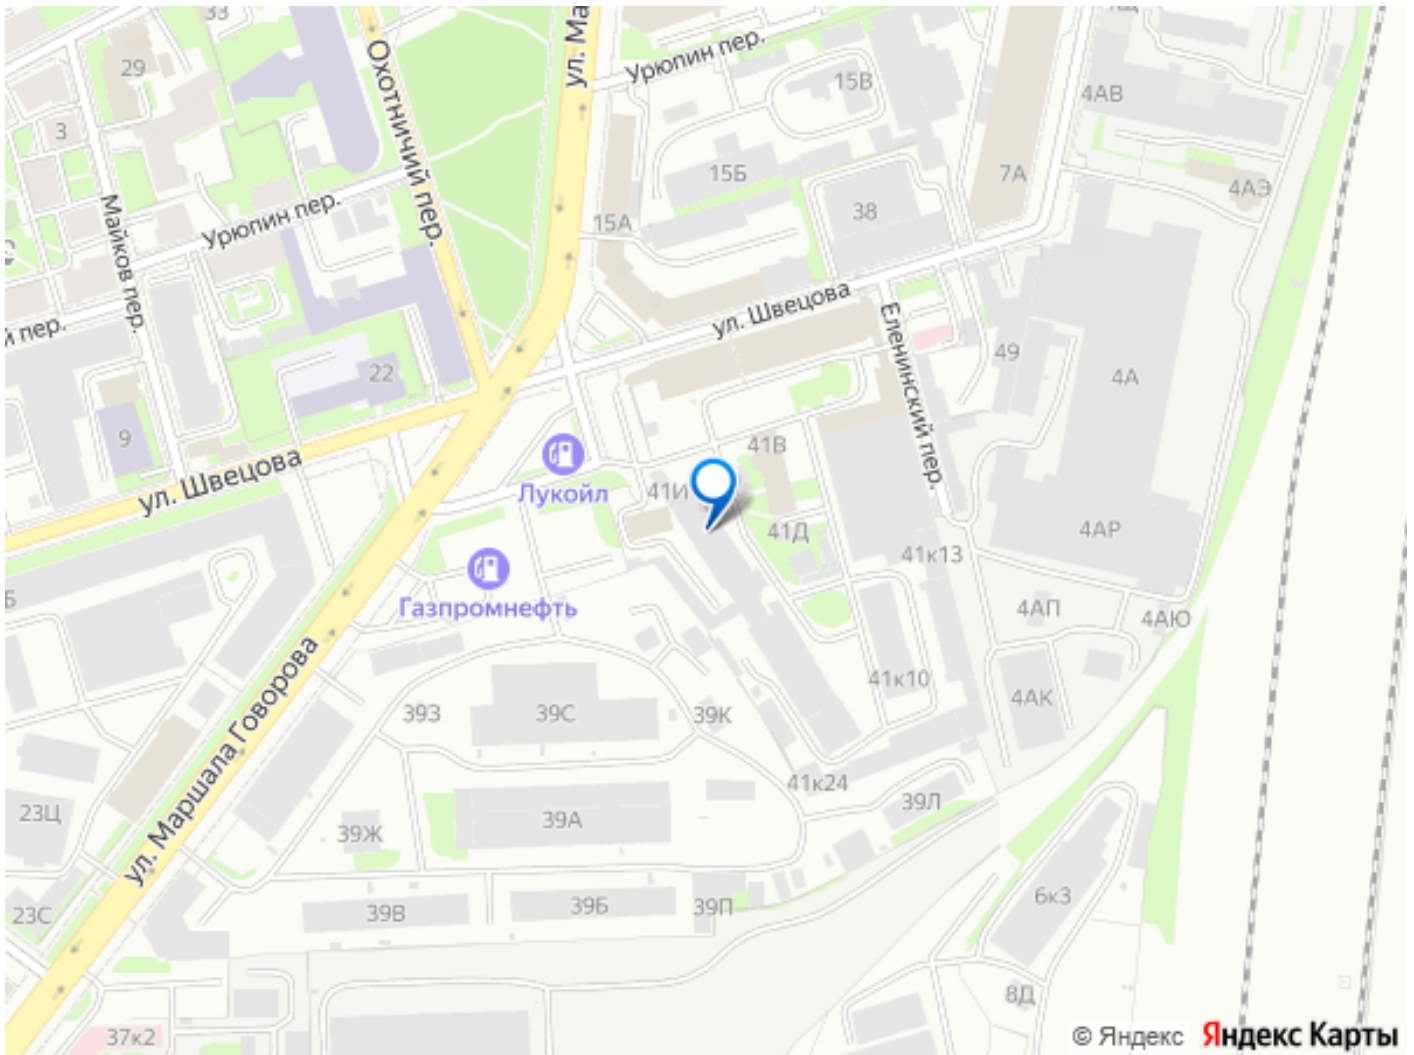 33
Охотничий пер.
ул. Ма
Урюпин пер.
29
15В
4АВ
3
15Б
7А
4АЭ
Майков пер.
Урюпин пер.
15А
38
й пер.
ул. Швецова
Еленинский пер.
49
4А
22
9
41В
ул. Швецова
Лукойл
41И
41Д
4АР
41к13
Газпромнефть
4АП
4АЮ
Б
ул. Маршала Говорова
41к10
4АК
39З
39С
39К
41к24
39Л
23Ц
39Ж
39А
6к3
23С
39В
39Б
39П
8Д
37к2
© Яндекс Яндекс Карты